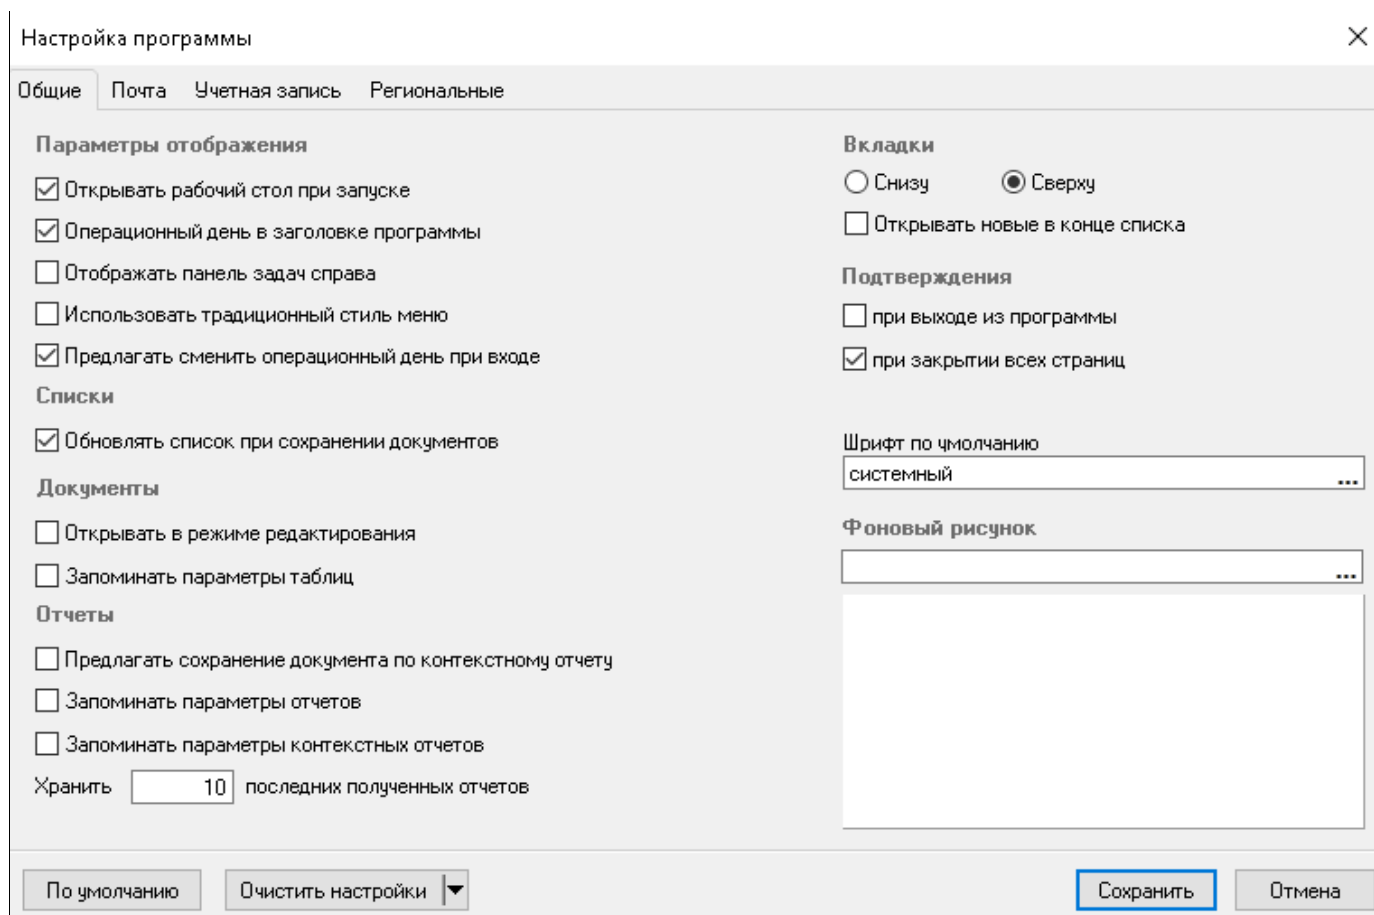 Настройка программы
Общие Почта Учетная запись Региональные
Параметры отображения
Открывать рабочий стол при запуске
Операционный день в заголовке программы
Отображать панель задач справа
Использовать традиционный стиль меню
Предлагать сменить операционный день при входе
Списки
Обновлять список при сохранении документов
Документы
Открывать в режиме редактирования
Запоминать параметры таблиц
Отчеты
Предлагать сохранение документа по контекстному отчету
Запоминать параметры отчетов
Запоминать параметры контекстных отчетов
Хранить 10 последних полученных отчетов
Вкладки
Снизу Сверху
Открывать новые в конце списка
Подтверждения
при выходе из программы
при закрытии всех страниц
Шрифт по умолчанию
системный ...
Фоновый рисунок
...
По умолчанию Очистить настройки Сохранить Отмена